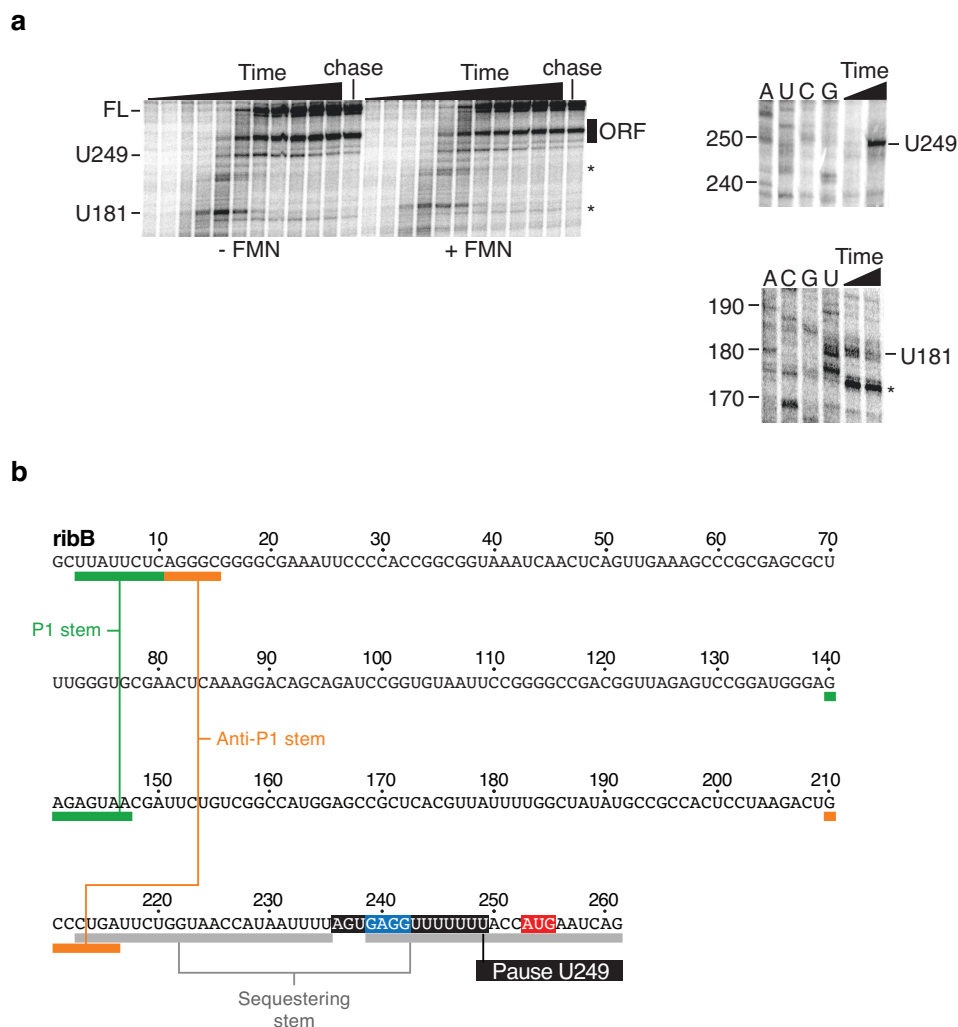 a
Time
chase
Time
chase
FL
ORF
U249
*
U181
*
- FMN
+ FMN
Time
A U C G
250
U249
240
Time
A C G U
190
180
U181
170
*
b
ribB
10 20 30 40 50 60 70
GCUUAUUCUCAGGGCGGGGCGAAAUUCCCCACCGGCGGUAAAUCAACUCAGUUGAAAGCCCGCGAGCGCU
P1 stem
80 90 100 110 120 130 140
UUGGGUGCGAACUCAAAGGACAGCAGAUCCGGUGUAAUUCCGGGGCCGACGGUUAGAGUCCGGAUGGGAG
Anti-P1 stem
150 160 170 180 190 200 210
AGAGUAACGAUUCUGUCGGCCAUGGAGCCGCUCACGUUAUUUUGGCUAUAUGCCGCCACUCCUAAGACUG
220 230 240 250 260
CCCUGAUUCUGGUAACCAUAAUUUUAGUGAGGUUUUUUUACCAUGAAUCAG
Pause U249
Sequestering
stem